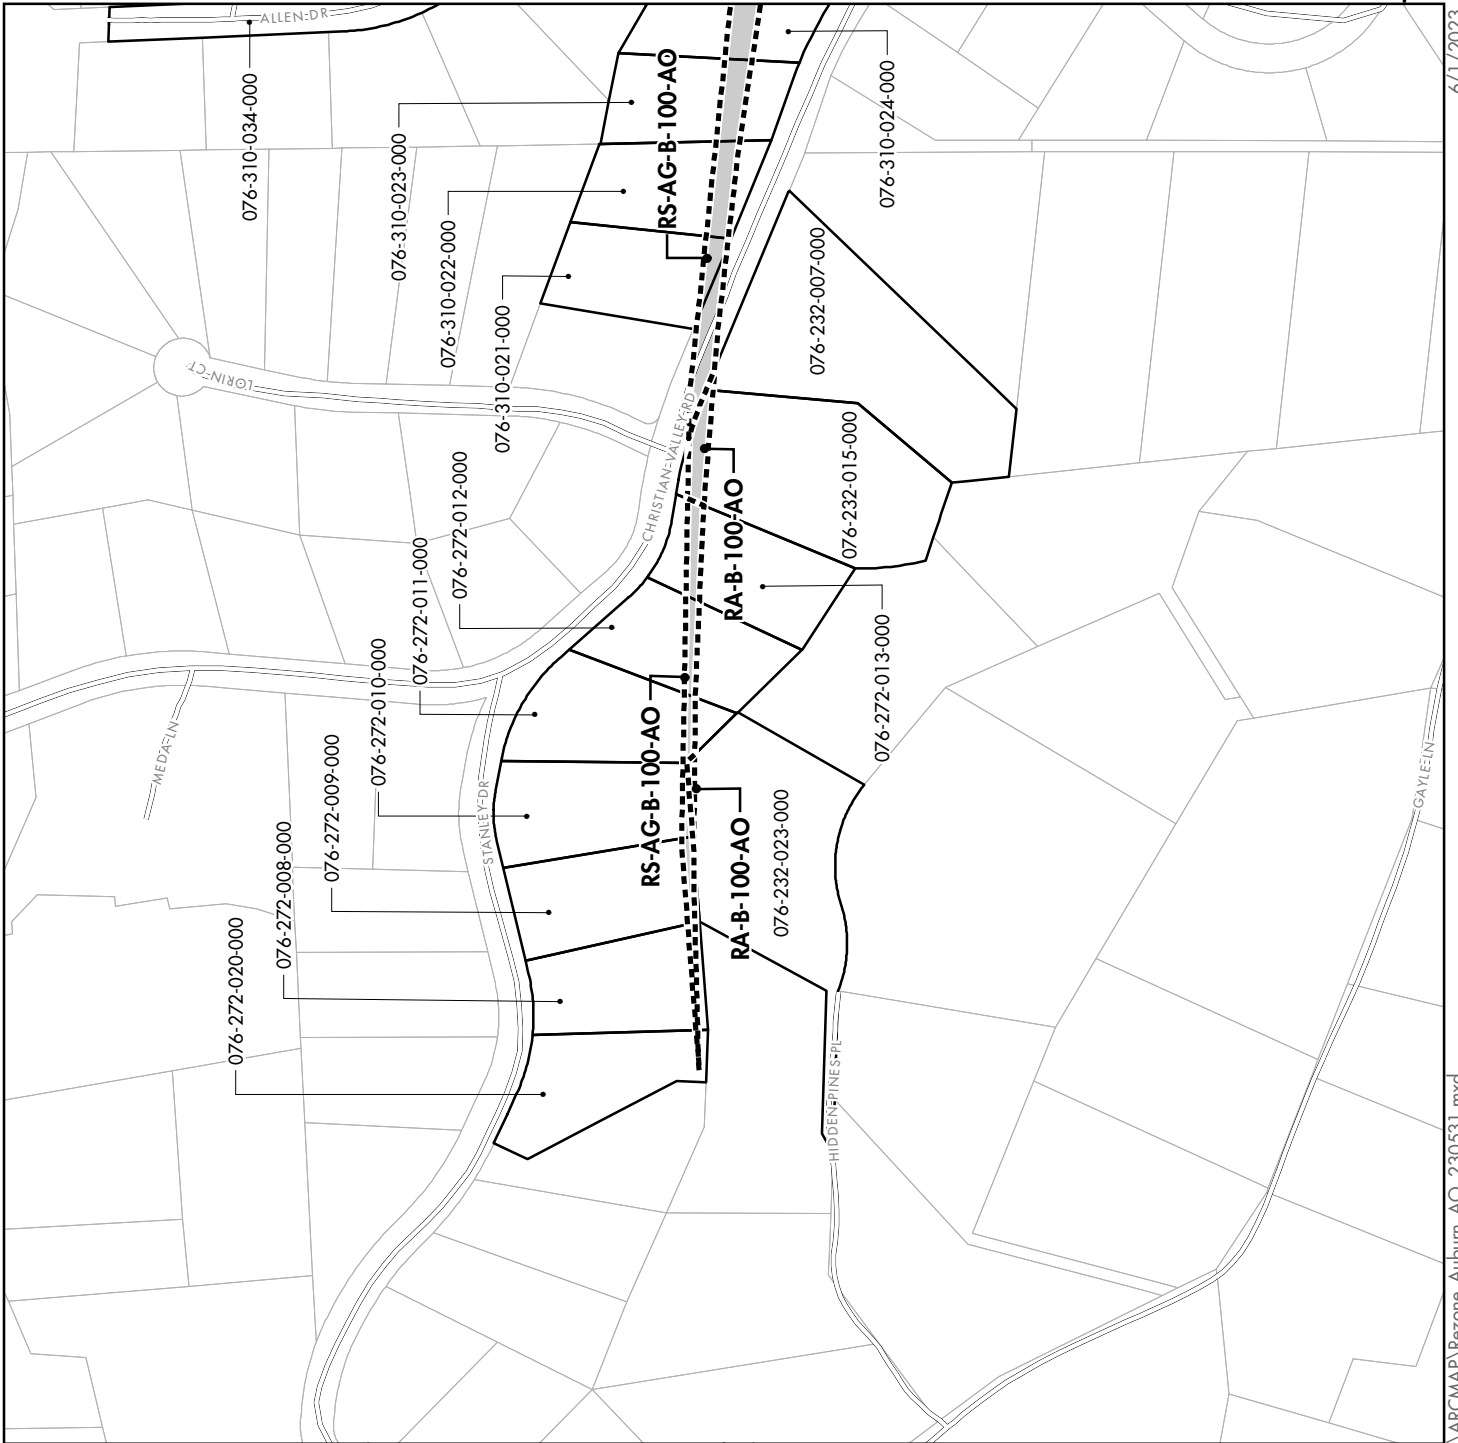 ALLEN DR
076-310-034-000
076-310-023-000
076-310-022-000
076-310-021-000
RS-AG-B-100-AO
076-310-024-000
LORIN CT
CHRISTIAN VALLEY RD
076-232-007-000
076-232-015-000
RA-B-100-AO
076-272-012-000
076-272-011-000
076-272-010-000
076-272-013-000
MEDA LN
STANLEY DR
076-272-009-000
076-272-008-000
076-272-020-000
RS-AG-B-100-AO
RA-B-100-AO
076-232-023-000
HIDDEN PINES PL
GAYLE LN
6/1/2023
\ARCMAP\Rezone_Auburn_AO_230531.mxd